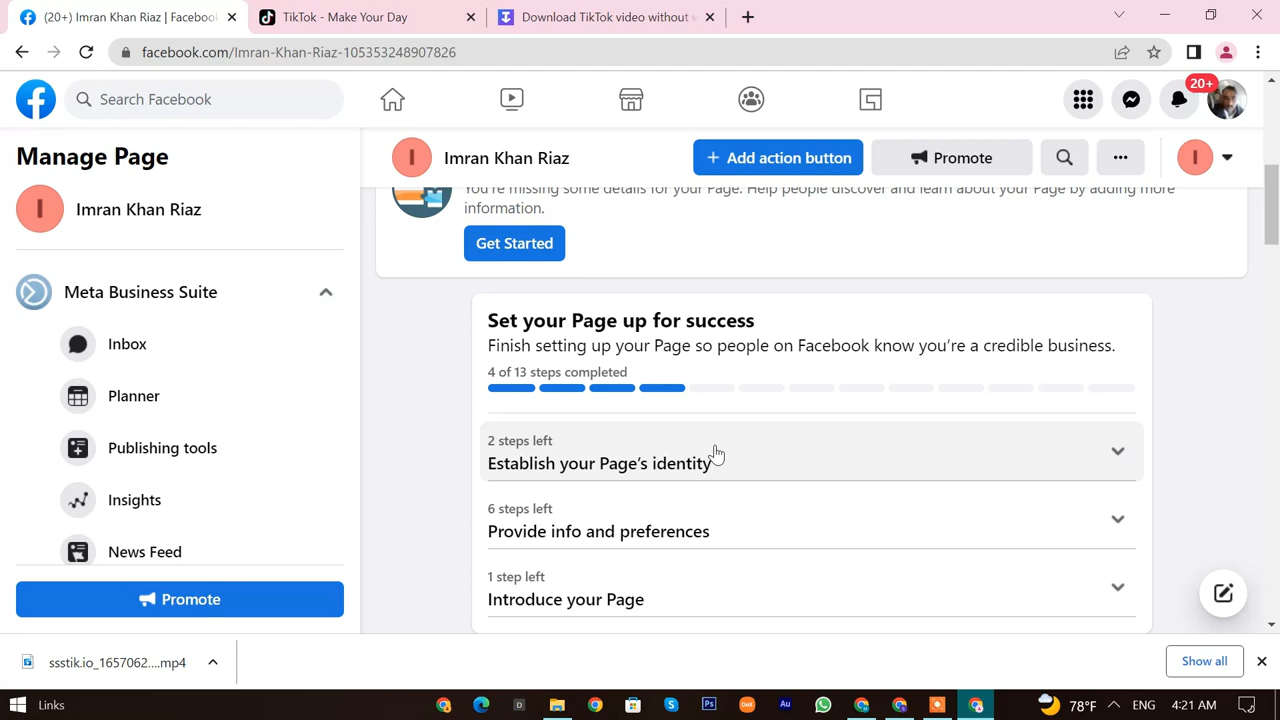 (20+) Imran Khan Riaz | Facebook
TikTok - Make Your Day
Download TikTok video without w
facebook.com/Imran-Khan-Riaz-105353248907826
Search Facebook
20+
Manage Page
I
Imran Khan Riaz
Meta Business Suite
Inbox
Planner
Publishing tools
Insights
News Feed
Promote
I
Imran Khan Riaz
+ Add action button
Promote
I
You're missing some details for your Page. Help people discover and learn about your Page by adding more
information.
Get Started
Set your Page up for success
Finish setting up your Page so people on Facebook know you're a credible business.
4 of 13 steps completed
2 steps left
Establish your Page's identity
6 steps left
Provide info and preferences
1 step left
Introduce your Page
ssstik.io_1657062....mp4
Show all
Links
D
S
Ps
DeX
Au
78°F
ENG
4:21 AM